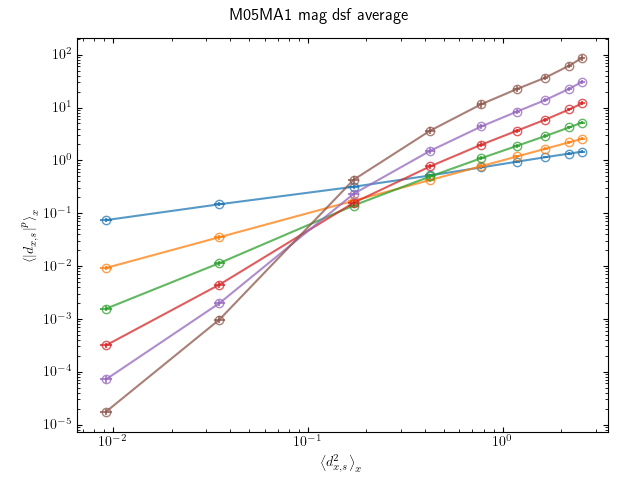 M05MA1 mag dsf average
10²
10¹
10⁰
10⁻¹
10⁻²
10⁻³
10⁻⁴
10⁻⁵
⟨|d_{x,s}|^p⟩_x
10⁻² 10⁻¹ 10⁰
⟨d²_{x,s}⟩_x